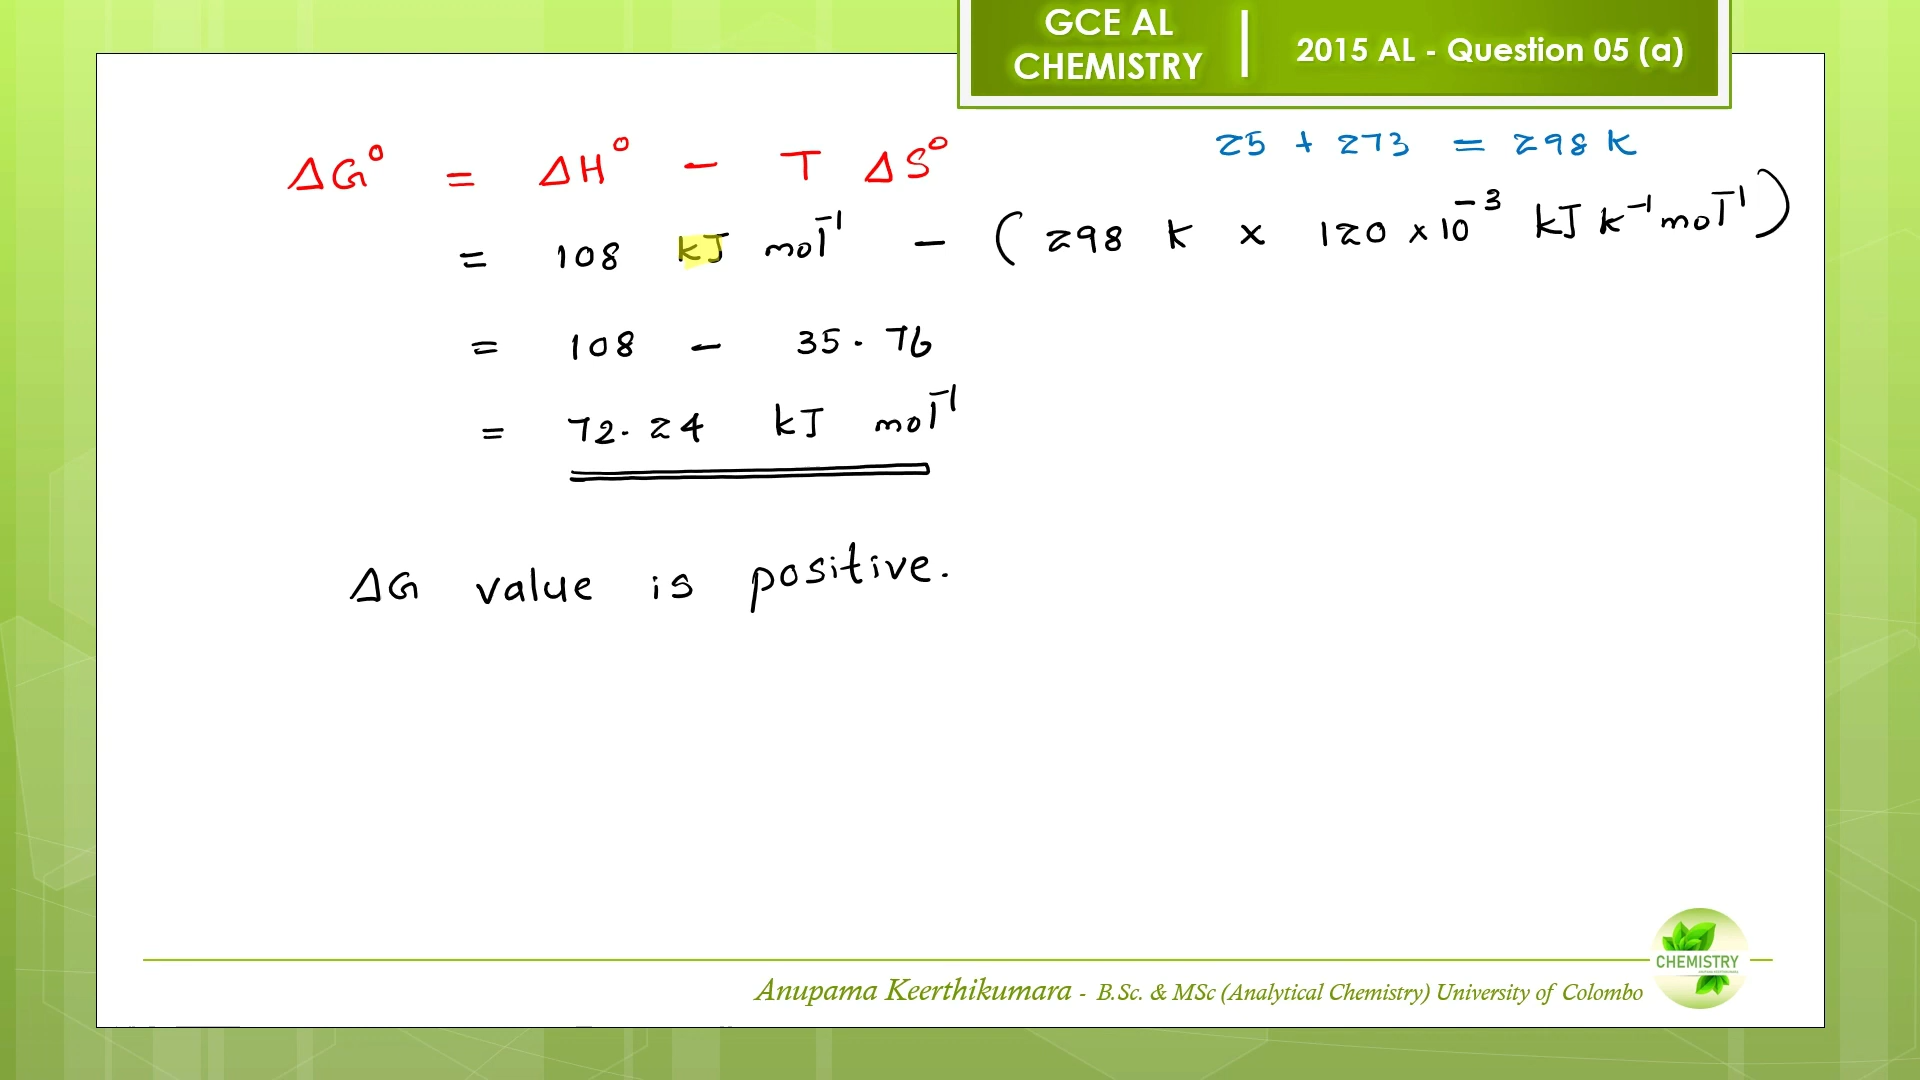 GCE AL
CHEMISTRY
2015 AL - Question 05 (a)
25 + 273 = 298 K
ΔG° = ΔH° - T ΔS°
= 108 kJ mol⁻¹ - ( 298 K x 120 x 10⁻³ kJ K⁻¹ mol⁻¹ )
= 108 - 35.76
= 72.24 kJ mol⁻¹
ΔG value is positive.
CHEMISTRY
Anupama Keerthikumara - B.Sc. & MSc (Analytical Chemistry) University of Colombo